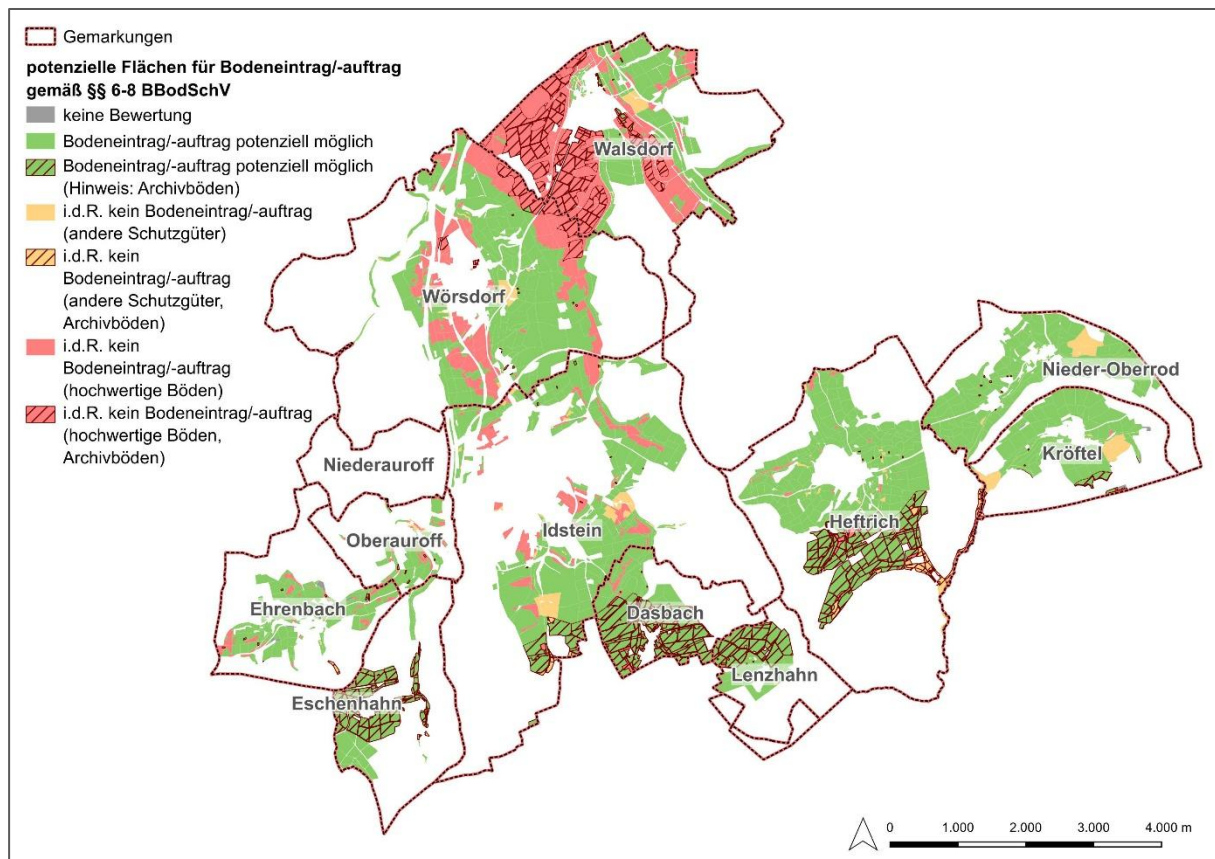 Gemarkungen
potenzielle Flächen für Bodeneintrag/-auftrag
gemäß §§ 6-8 BBodSchV
keine Bewertung
Bodeneintrag/-auftrag potenziell möglich
Bodeneintrag/-auftrag potenziell möglich
(Hinweis: Archivböden)
i.d.R. kein Bodeneintrag/-auftrag
(andere Schutzgüter)
i.d.R. kein
Bodeneintrag/-auftrag
(andere Schutzgüter,
Archivböden)
i.d.R. kein
Bodeneintrag/-auftrag
(hochwertige Böden)
i.d.R. kein Bodeneintrag/-auftrag
(hochwertige Böden,
Archivböden)
Walsdorf
Wörsdorf
Nieder-Oberrod
Kröftel
Niederauroff
Heftrich
Idstein
Oberauroff
Ehrenbach
Dasbach
Lenzhahn
Eschenhahn
0 1.000 2.000 3.000 4.000 m